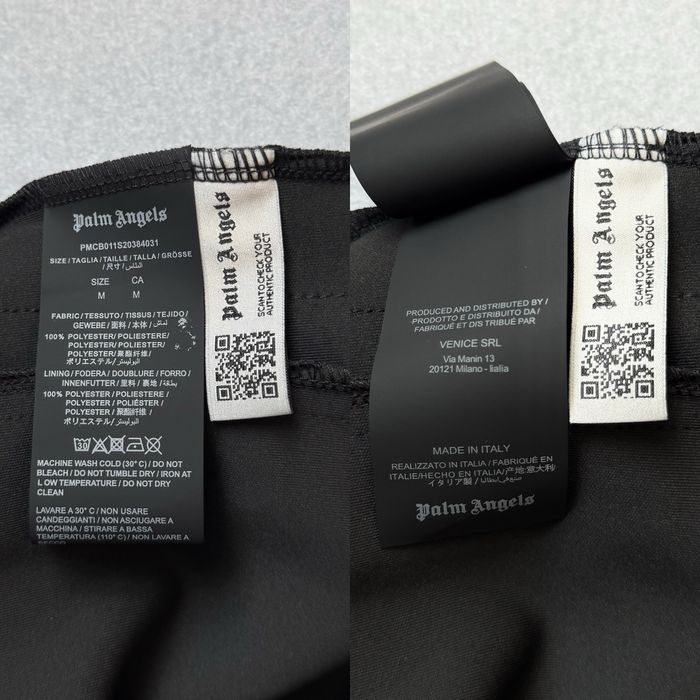 Palm Angels
PMCB011S20384031
SIZE / TAGLIA / TAILLE / TALLA / GRÖSSE
/ 尺寸 / المقاس
SIZE CA
M M
FABRIC / TESSUTO / TISSUS / TEJIDO /
GEWEBE / 面料 / 本体 / قماش
100% POLYESTER / POLIESTERE /
POLYESTER / POLIÉSTER /
POLYESTER / 聚酯纤维 /
ポリエステル / البوليستر
LINING / FODERA / DOUBLURE / FORRO /
INNENFUTTER / 里料 / 裏地 / بطانة
100% POLYESTER / POLIESTERE /
POLYESTER / POLIÉSTER /
POLYESTER / 聚酯纤维 /
ポリエステル / البوليستر
30
MACHINE WASH COLD (30° C) / DO NOT
BLEACH / DO NOT TUMBLE DRY / IRON AT
LOW TEMPERATURE / DO NOT DRY
CLEAN
LAVARE A 30° C / NON USARE
CANDEGGIANTI / NON ASCIUGARE A
MACCHINA / STIRARE A BASSA
TEMPERATURA (110° C) / NON LAVARE A
SECCO
Palm Angels
SCAN TO CHECK YOUR
AUTHENTIC PRODUCT
PRODUCED AND DISTRIBUTED BY /
PRODOTTO E DISTRIBUITO DA /
FABRIQUÉ ET DISTRIBUÉ PAR
VENICE SRL
Via Manin 13
20121 Milano - Iialia
MADE IN ITALY
REALIZZATO IN ITALIA / FABRIQUÉ EN
ITALIE/HECHO EN ITALIA/产地:意大利/
イタリア製 / صنع في ايطاليا
Palm Angels
Palm Angels
SCAN TO CHECK YOUR
AUTHENTIC PRODUCT